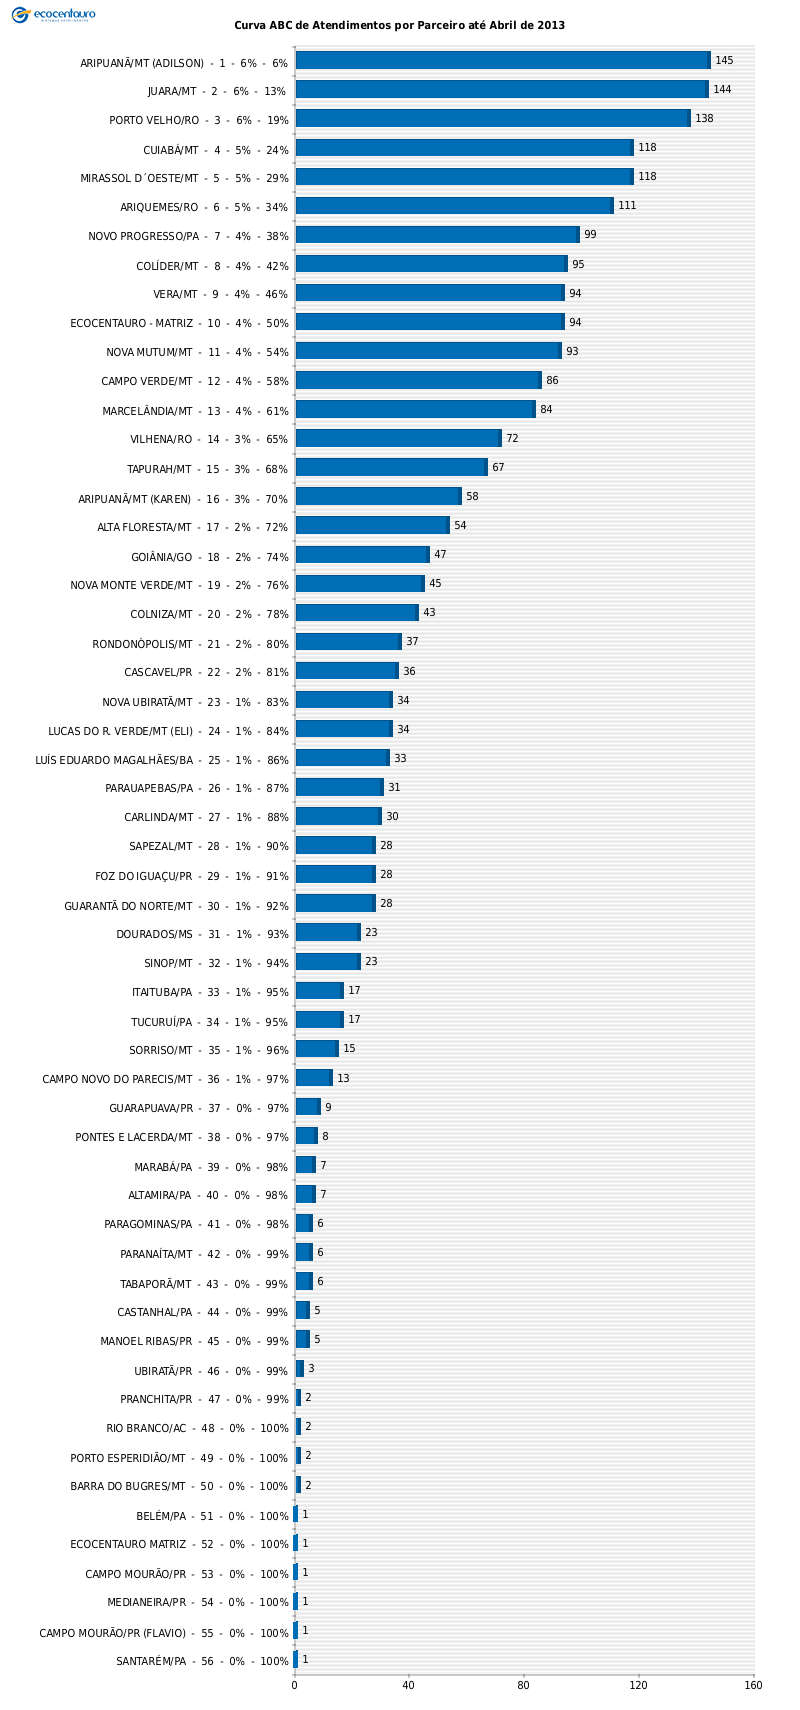 ecocentauro
Curva ABC de Atendimentos por Parceiro até Abril de 2013
ARIPUANÃ/MT (ADILSON) - 1 - 6% - 6% 145
JUARA/MT - 2 - 6% - 13% 144
PORTO VELHO/RO - 3 - 6% - 19% 138
CUIABÁ/MT - 4 - 5% - 24% 118
MIRASSOL D´OESTE/MT - 5 - 5% - 29% 118
ARIQUEMES/RO - 6 - 5% - 34% 111
NOVO PROGRESSO/PA - 7 - 4% - 38% 99
COLÍDER/MT - 8 - 4% - 42% 95
VERA/MT - 9 - 4% - 46% 94
ECOCENTAURO - MATRIZ - 10 - 4% - 50% 94
NOVA MUTUM/MT - 11 - 4% - 54% 93
CAMPO VERDE/MT - 12 - 4% - 58% 86
MARCELÂNDIA/MT - 13 - 4% - 61% 84
VILHENA/RO - 14 - 3% - 65% 72
TAPURAH/MT - 15 - 3% - 68% 67
ARIPUANÃ/MT (KAREN) - 16 - 3% - 70% 58
ALTA FLORESTA/MT - 17 - 2% - 72% 54
GOIÂNIA/GO - 18 - 2% - 74% 47
NOVA MONTE VERDE/MT - 19 - 2% - 76% 45
COLNIZA/MT - 20 - 2% - 78% 43
RONDONÓPOLIS/MT - 21 - 2% - 80% 37
CASCAVEL/PR - 22 - 2% - 81% 36
NOVA UBIRATÃ/MT - 23 - 1% - 83% 34
LUCAS DO R. VERDE/MT (ELI) - 24 - 1% - 84% 34
LUÍS EDUARDO MAGALHÃES/BA - 25 - 1% - 86% 33
PARAUAPEBAS/PA - 26 - 1% - 87% 31
CARLINDA/MT - 27 - 1% - 88% 30
SAPEZAL/MT - 28 - 1% - 90% 28
FOZ DO IGUAÇU/PR - 29 - 1% - 91% 28
GUARANTÃ DO NORTE/MT - 30 - 1% - 92% 28
DOURADOS/MS - 31 - 1% - 93% 23
SINOP/MT - 32 - 1% - 94% 23
ITAITUBA/PA - 33 - 1% - 95% 17
TUCURUÍ/PA - 34 - 1% - 95% 17
SORRISO/MT - 35 - 1% - 96% 15
CAMPO NOVO DO PARECIS/MT - 36 - 1% - 97% 13
GUARAPUAVA/PR - 37 - 0% - 97% 9
PONTES E LACERDA/MT - 38 - 0% - 97% 8
MARABÁ/PA - 39 - 0% - 98% 7
ALTAMIRA/PA - 40 - 0% - 98% 7
PARAGOMINAS/PA - 41 - 0% - 98% 6
PARANAÍTA/MT - 42 - 0% - 99% 6
TABAPORÃ/MT - 43 - 0% - 99% 6
CASTANHAL/PA - 44 - 0% - 99% 5
MANOEL RIBAS/PR - 45 - 0% - 99% 5
UBIRATÃ/PR - 46 - 0% - 99% 3
PRANCHITA/PR - 47 - 0% - 99% 2
RIO BRANCO/AC - 48 - 0% - 100% 2
PORTO ESPERIDIÃO/MT - 49 - 0% - 100% 2
BARRA DO BUGRES/MT - 50 - 0% - 100% 2
BELÉM/PA - 51 - 0% - 100% 1
ECOCENTAURO MATRIZ - 52 - 0% - 100% 1
CAMPO MOURÃO/PR - 53 - 0% - 100% 1
MEDIANEIRA/PR - 54 - 0% - 100% 1
CAMPO MOURÃO/PR (FLAVIO) - 55 - 0% - 100% 1
SANTARÉM/PA - 56 - 0% - 100% 1
0 40 80 120 160